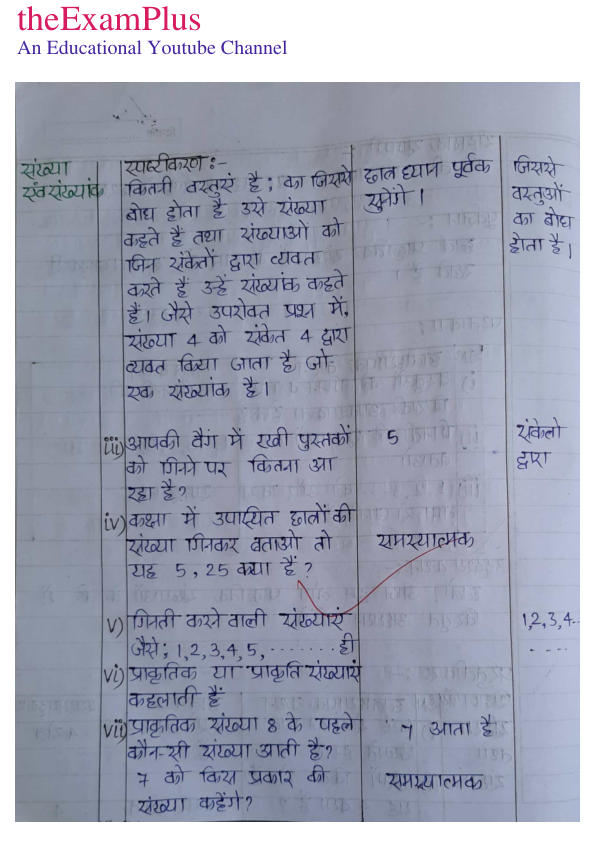 theExamPlus
An Educational Youtube Channel
संख्या
एवं संख्यांक
स्पष्टीकरण :-
कितनी वस्तुएं है ; का जिससे
बोध होता है उसे संख्या
कहते हैं तथा संख्याओं को
जिन संकेतों द्वारा व्यक्त
करते हैं उन्हें संख्यांक कहते
हैं। जैसे उपरोक्त प्रश्न में,
संख्या 4 को संकेत 4 द्वारा
व्यक्त किया जाता है जो
एक संख्यांक है।
छात्र ध्यान पूर्वक
सुनेंगे।
जिससे
वस्तुओं
का बोध
होता है।
iii) आपकी बैग में रखी पुस्तकों
को गिनने पर कितना आ
रहा है?
5
संकेतो
द्वारा
iv) कक्षा में उपास्थित छात्रों की
संख्या गिनकर बताओ तो
यह 5, 25 क्या हैं ?
समस्यात्मक
v) गिनती करने वाली संख्याएं
जैसे; 1,2,3,4,5, ....... ही
1,2,3,4..
....
vi) प्राकृतिक या प्राकृति संख्याएं
कहलाती हैं
vii) प्राकृतिक संख्या 8 के पहले
कौन-सी संख्या आती है?
7 आता है
7 को किस प्रकार की
संख्या कहेंगे?
समस्यात्मक